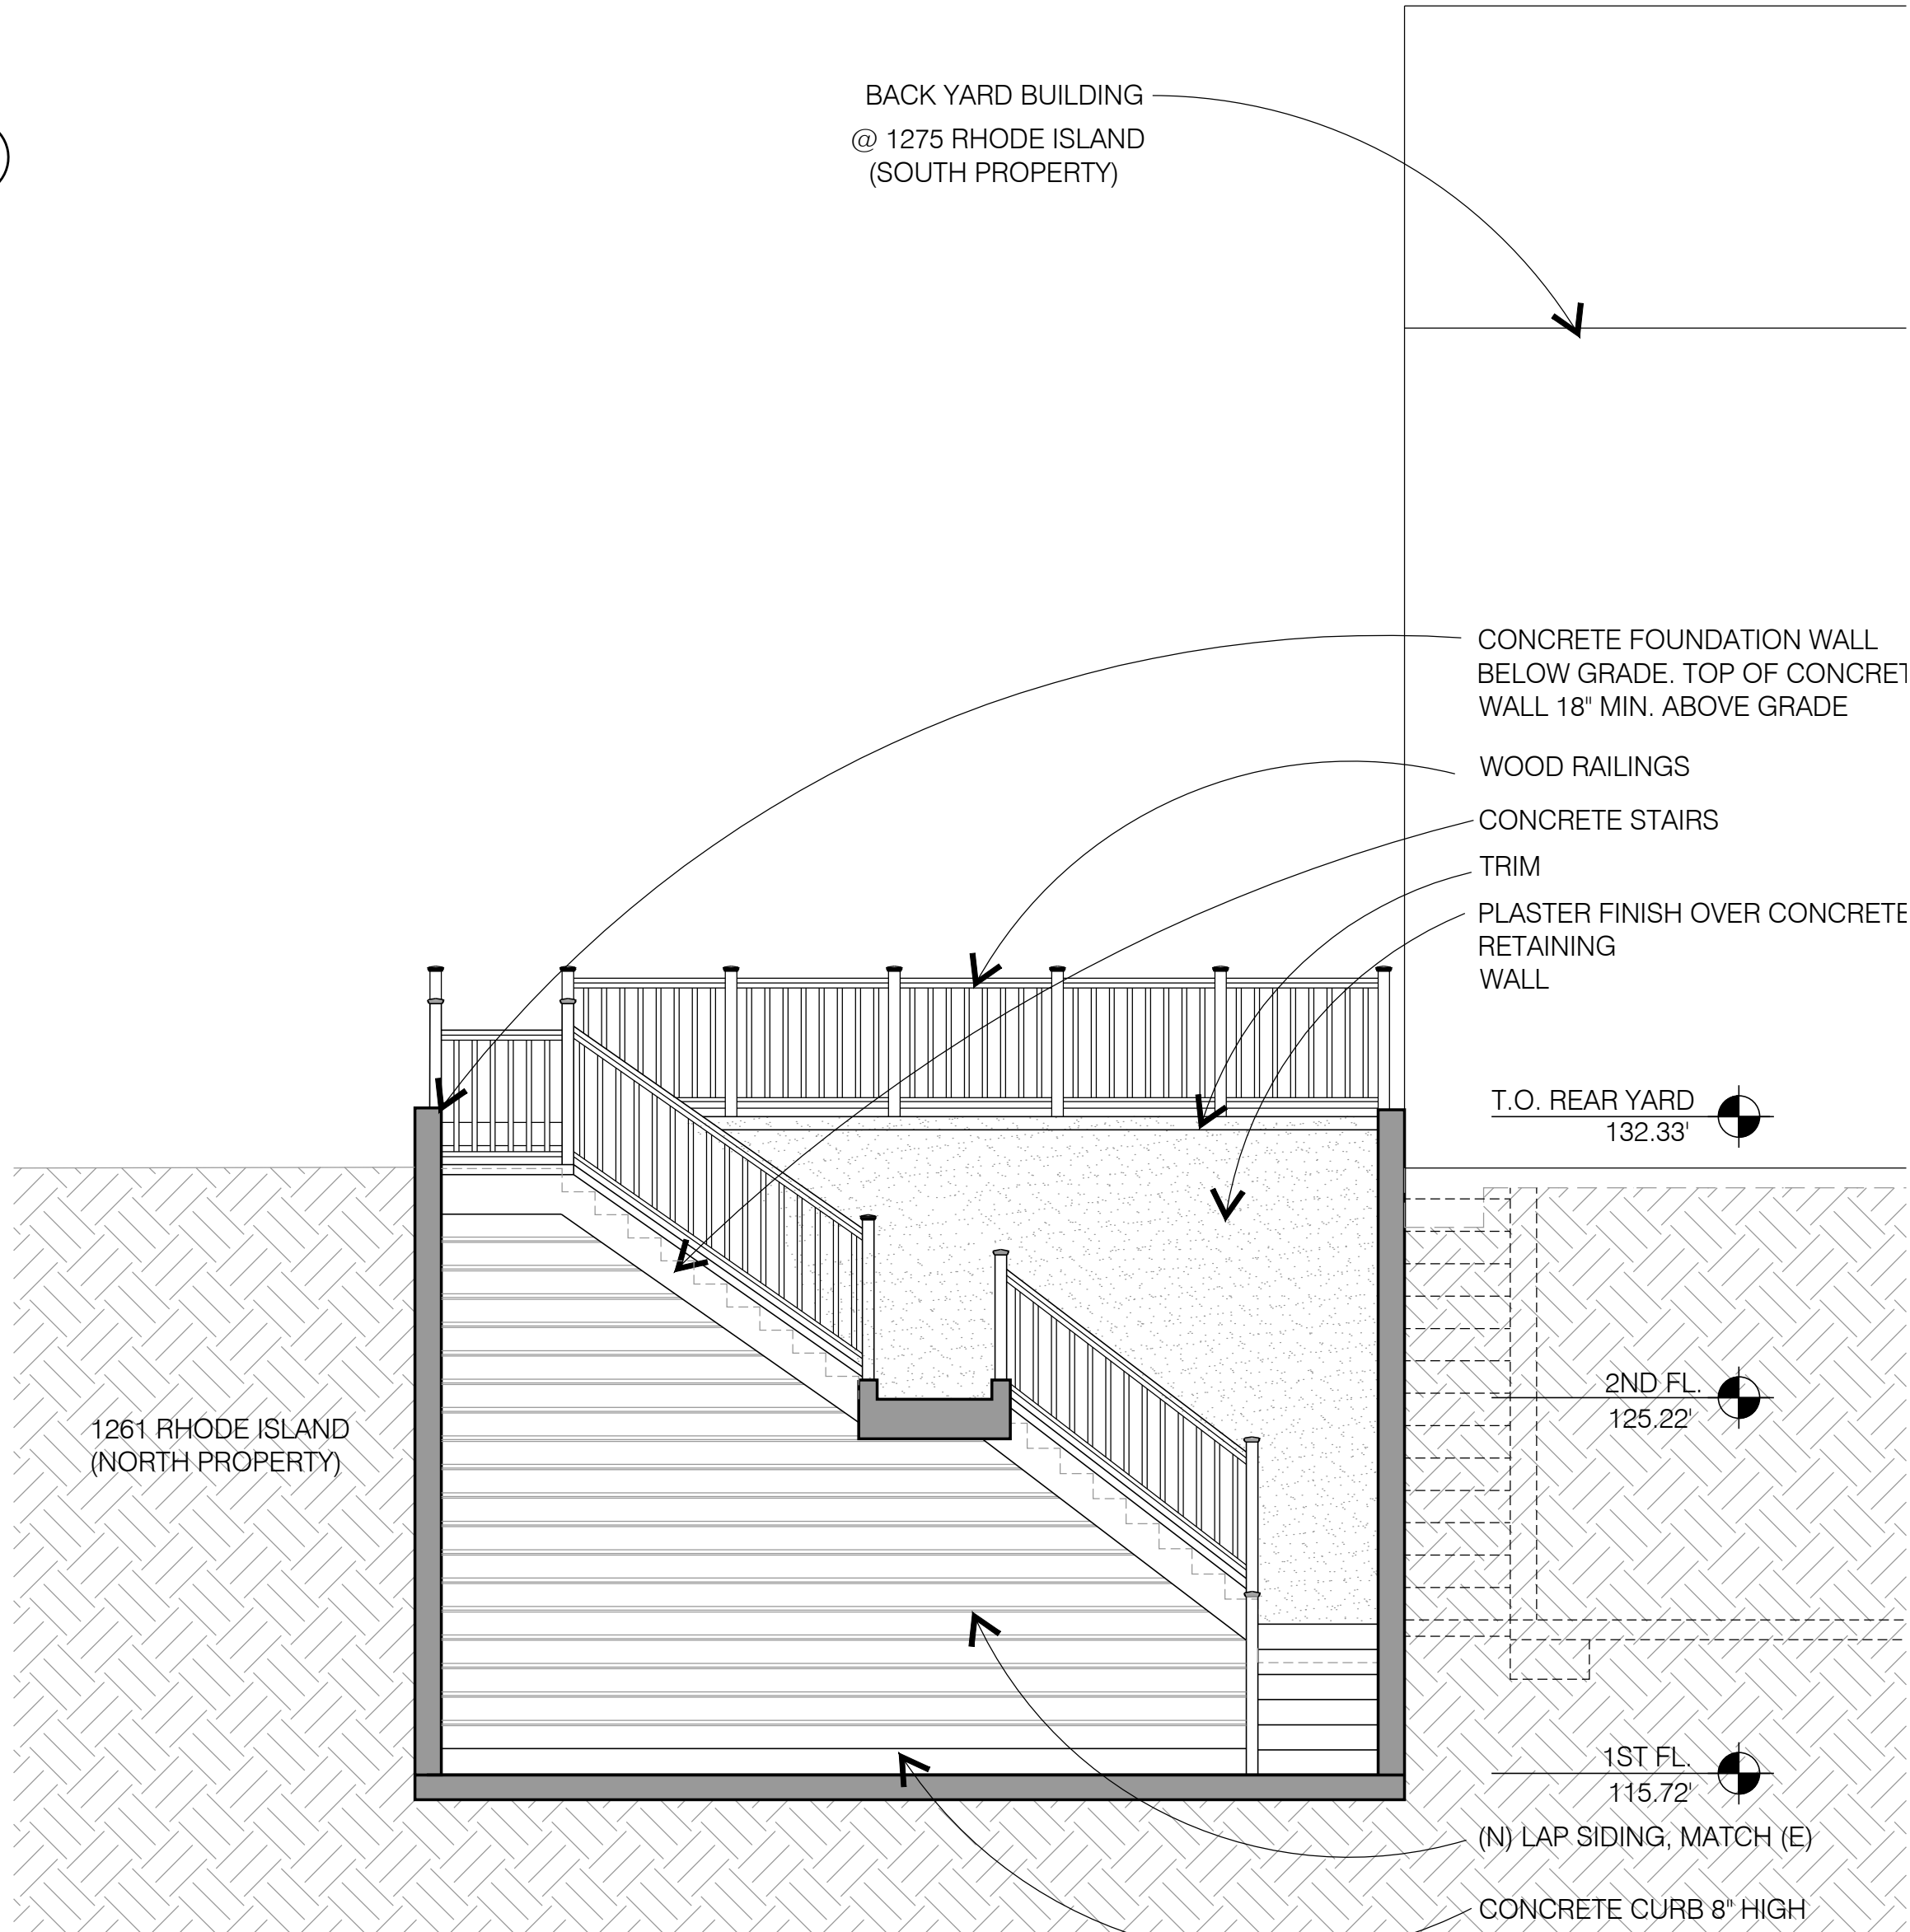 BACK YARD BUILDING
@ 1275 RHODE ISLAND
(SOUTH PROPERTY)
CONCRETE FOUNDATION WALL
BELOW GRADE. TOP OF CONCRET
WALL 18" MIN. ABOVE GRADE
WOOD RAILINGS
CONCRETE STAIRS
TRIM
PLASTER FINISH OVER CONCRETE
RETAINING
WALL
T.O. REAR YARD
132.33'
2ND FL.
125.22'
1261 RHODE ISLAND
(NORTH PROPERTY)
1ST FL.
115.72'
(N) LAP SIDING, MATCH (E)
CONCRETE CURB 8" HIGH